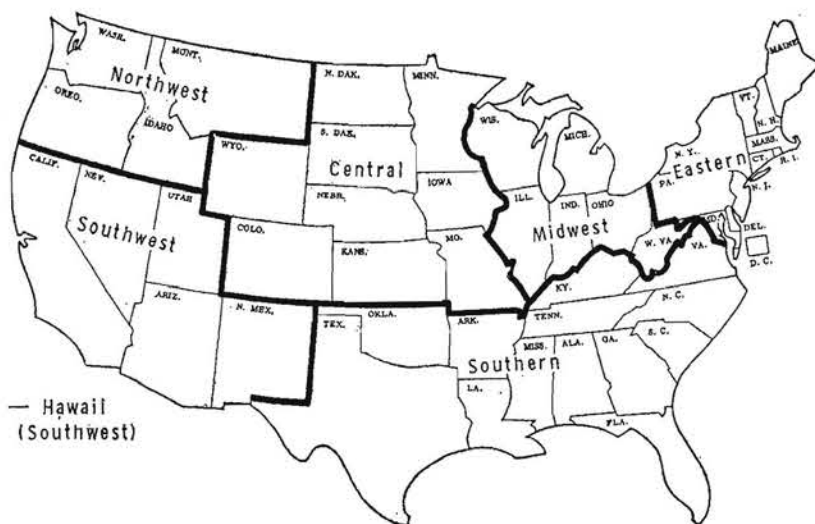 WASH.
MONT.
Northwest
OREO.
IDAHO
N. DAK.
MINN.
S. DAK.
WYO.
Central
NEBR.
IOWA
WIS.
MICH.
MAINE
VT.
N. H.
MASS.
CT.
R. I.
N. Y.
Eastern
PA.
N. J.
MD.
DEL.
D. C.
CALIF.
NEV.
UTAH
Southwest
COLO.
KANS.
MO.
ILL.
IND.
OHIO
Midwest
W. VA.
VA.
KY.
ARIZ.
N. MEX.
TEX.
OKLA.
ARK.
TENN.
N. C.
S. C.
MISS.
ALA.
GA.
Southern
LA.
FLA.
— Hawaii
(Southwest)